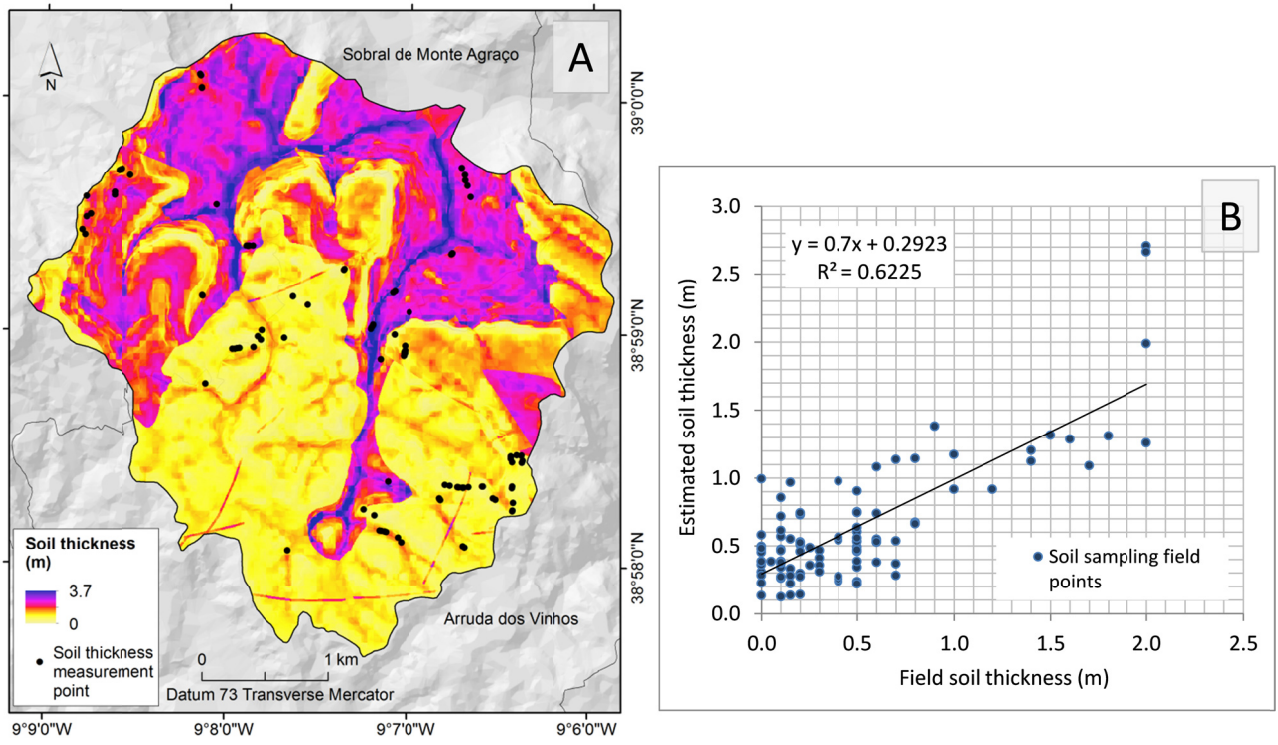 A
Sobral de Monte Agraço
N
39°0'0"N
38°59'0"N
38°58'0"N
Soil thickness
(m)
3.7
0
Soil thickness
measurement
point
Arruda dos Vinhos
0 1 km
Datum 73 Transverse Mercator
9°9'0"W 9°8'0"W 9°7'0"W 9°6'0"W
B
3.0
2.5
2.0
1.5
1.0
0.5
0.0
Estimated soil thickness (m)
y = 0.7x + 0.2923
R² = 0.6225
Soil sampling field
points
0.0 0.5 1.0 1.5 2.0 2.5
Field soil thickness (m)